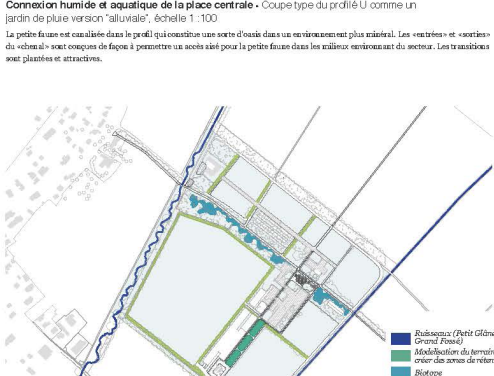 Connexion humide et aquatique de la place centrale • Coupe type du profilé U comme un
jardin de pluie version "alluviale", échelle 1 :100
La petite faune est canalisée dans le profil qui constitue une sorte d'oasis dans un environnement plus minéral. Les «entrées» et «sorties»
du «chenal» sont conçues de façon à permettre un accès aisé pour la petite faune dans les milieux environnant du secteur. Les transitions
sont plantées et attractives.
Ruisseaux (Petit Glâne
Grand Fossé)
Modélisation du terrain
créer des zones de réten
Biotope